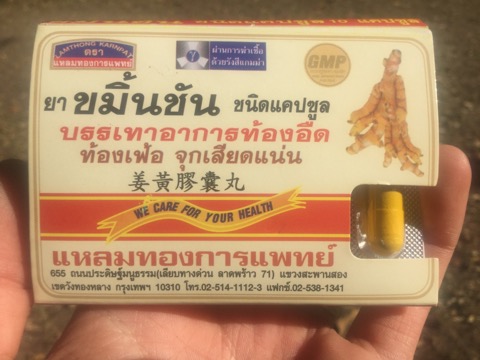 LAMTHONG KARNPAT
ตรา
แหลมทองการแพทย์
ผ่านการฆ่าเชื้อ
ด้วยรังสีแกมม่า
GMP
ยา ขมิ้นชัน ชนิดแคปซูล
บรรเทาอาการท้องอืด
ท้องเฟ้อ จุกเสียดแน่น
姜黃膠囊丸
WE CARE FOR YOUR HEALTH
แหลมทองการแพทย์
655 ถนนประดิษฐ์มนูธรรม(เลียบทางด่วน ลาดพร้าว 71) แขวงสะพานสอง
เขตวังทองหลาง กรุงเทพฯ 10310 โทร.02-514-1112-3 แฟกซ์.02-538-1341